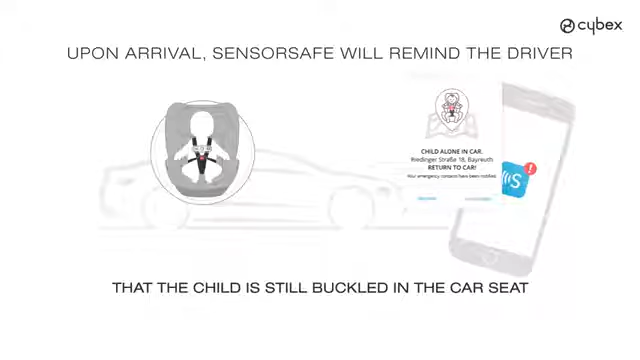 cybex
UPON ARRIVAL, SENSORSAFE WILL REMIND THE DRIVER
CHILD ALONE IN CAR.
Riedinger Straße 18, Bayreuth
RETURN TO CAR!
Your emergency contacts have been notified.
S
!
THAT THE CHILD IS STILL BUCKLED IN THE CAR SEAT